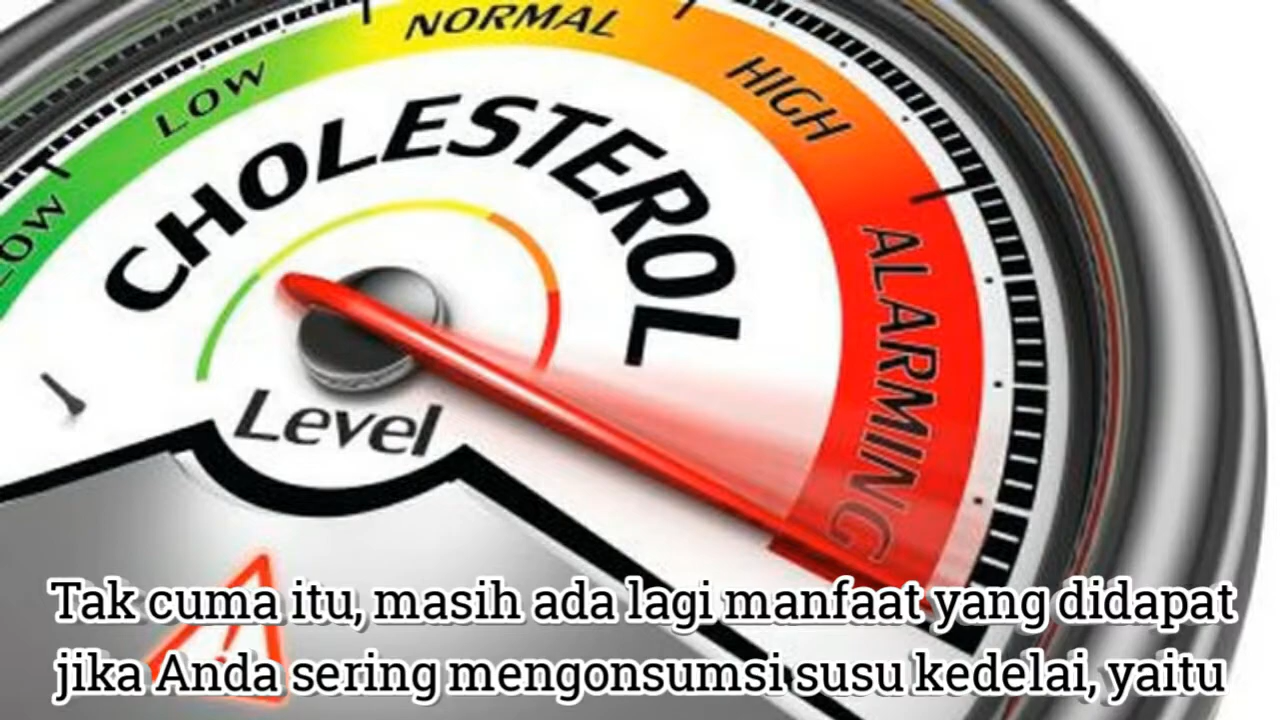 NORMAL
LOW
HIGH
LOW
CHOLESTEROL
ALARMING
Level
Tak cuma itu, masih ada lagi manfaat yang didapat
jika Anda sering mengonsumsi susu kedelai, yaitu